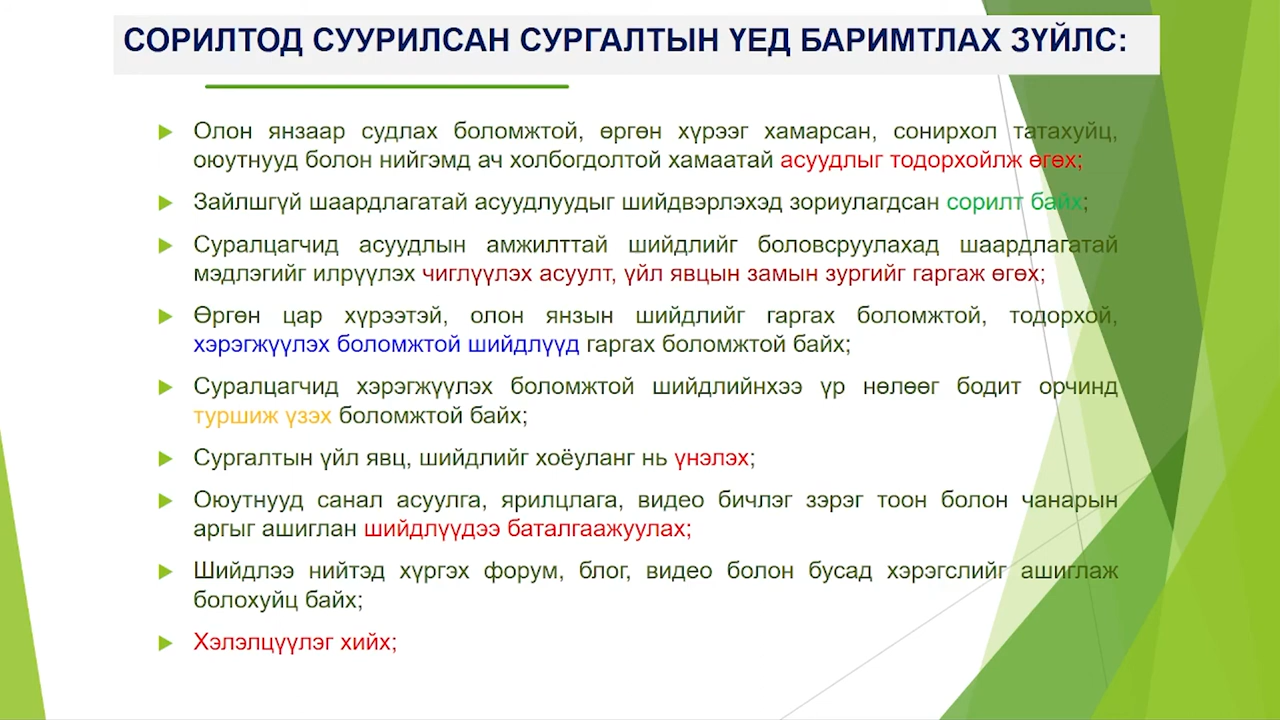 СОРИЛТОД СУУРИЛСАН СУРГАЛТЫН ҮЕД БАРИМТЛАХ ЗҮЙЛС:
Олон янзаар судлах боломжтой, өргөн хүрээг хамарсан, сонирхол татахуйц,
оюутнууд болон нийгэмд ач холбогдолтой хамаатай асуудлыг тодорхойлж өгөх;
Зайлшгүй шаардлагатай асуудлуудыг шийдвэрлэхэд зориулагдсан сорилт байх;
Суралцагчид асуудлын амжилттай шийдлийг боловсруулахад шаардлагатай
мэдлэгийг илрүүлэх чиглүүлэх асуулт, үйл явцын замын зургийг гаргаж өгөх;
Өргөн цар хүрээтэй, олон янзын шийдлийг гаргах боломжтой, тодорхой,
хэрэгжүүлэх боломжтой шийдлүүд гаргах боломжтой байх;
Суралцагчид хэрэгжүүлэх боломжтой шийдлийнхээ үр нөлөөг бодит орчинд
туршиж үзэх боломжтой байх;
Сургалтын үйл явц, шийдлийг хоёуланг нь үнэлэх;
Оюутнууд санал асуулга, ярилцлага, видео бичлэг зэрэг тоон болон чанарын
аргыг ашиглан шийдлүүдээ баталгаажуулах;
Шийдлээ нийтэд хүргэх форум, блог, видео болон бусад хэрэгслийг ашиглаж
болохуйц байх;
Хэлэлцүүлэг хийх;